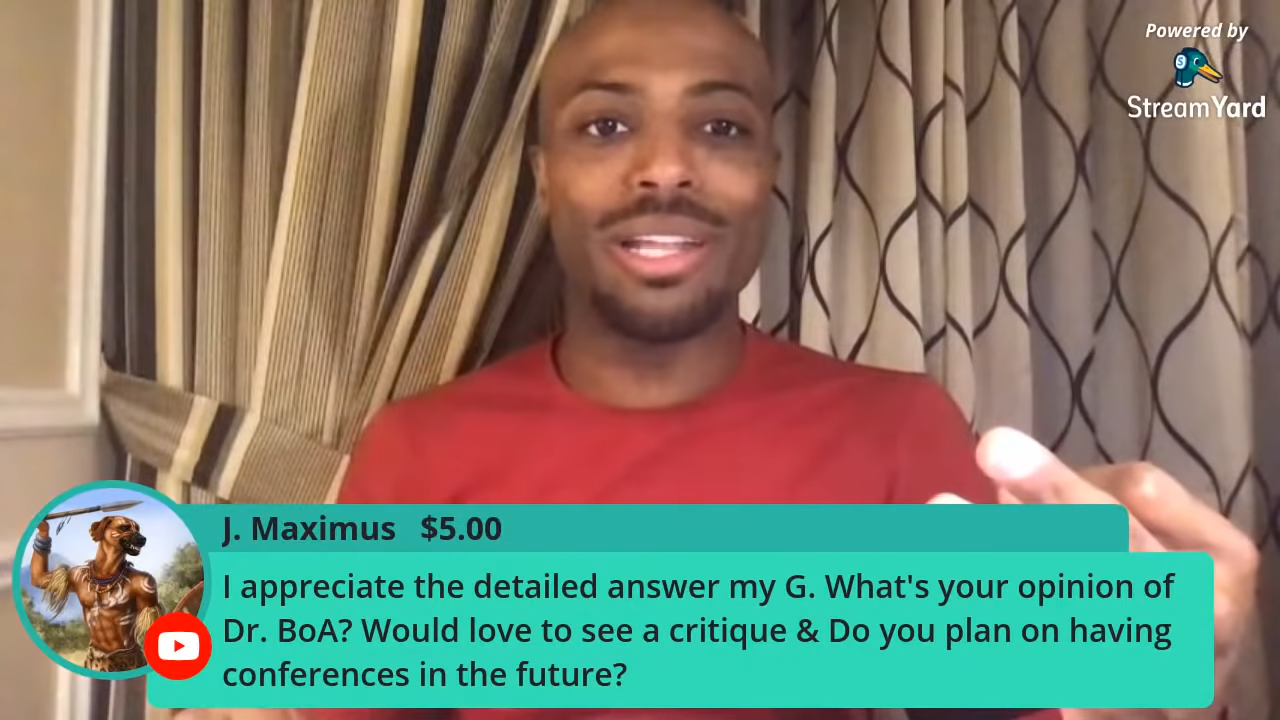 Powered by
StreamYard
J. Maximus $5.00
I appreciate the detailed answer my G. What's your opinion of
Dr. BoA? Would love to see a critique & Do you plan on having
conferences in the future?